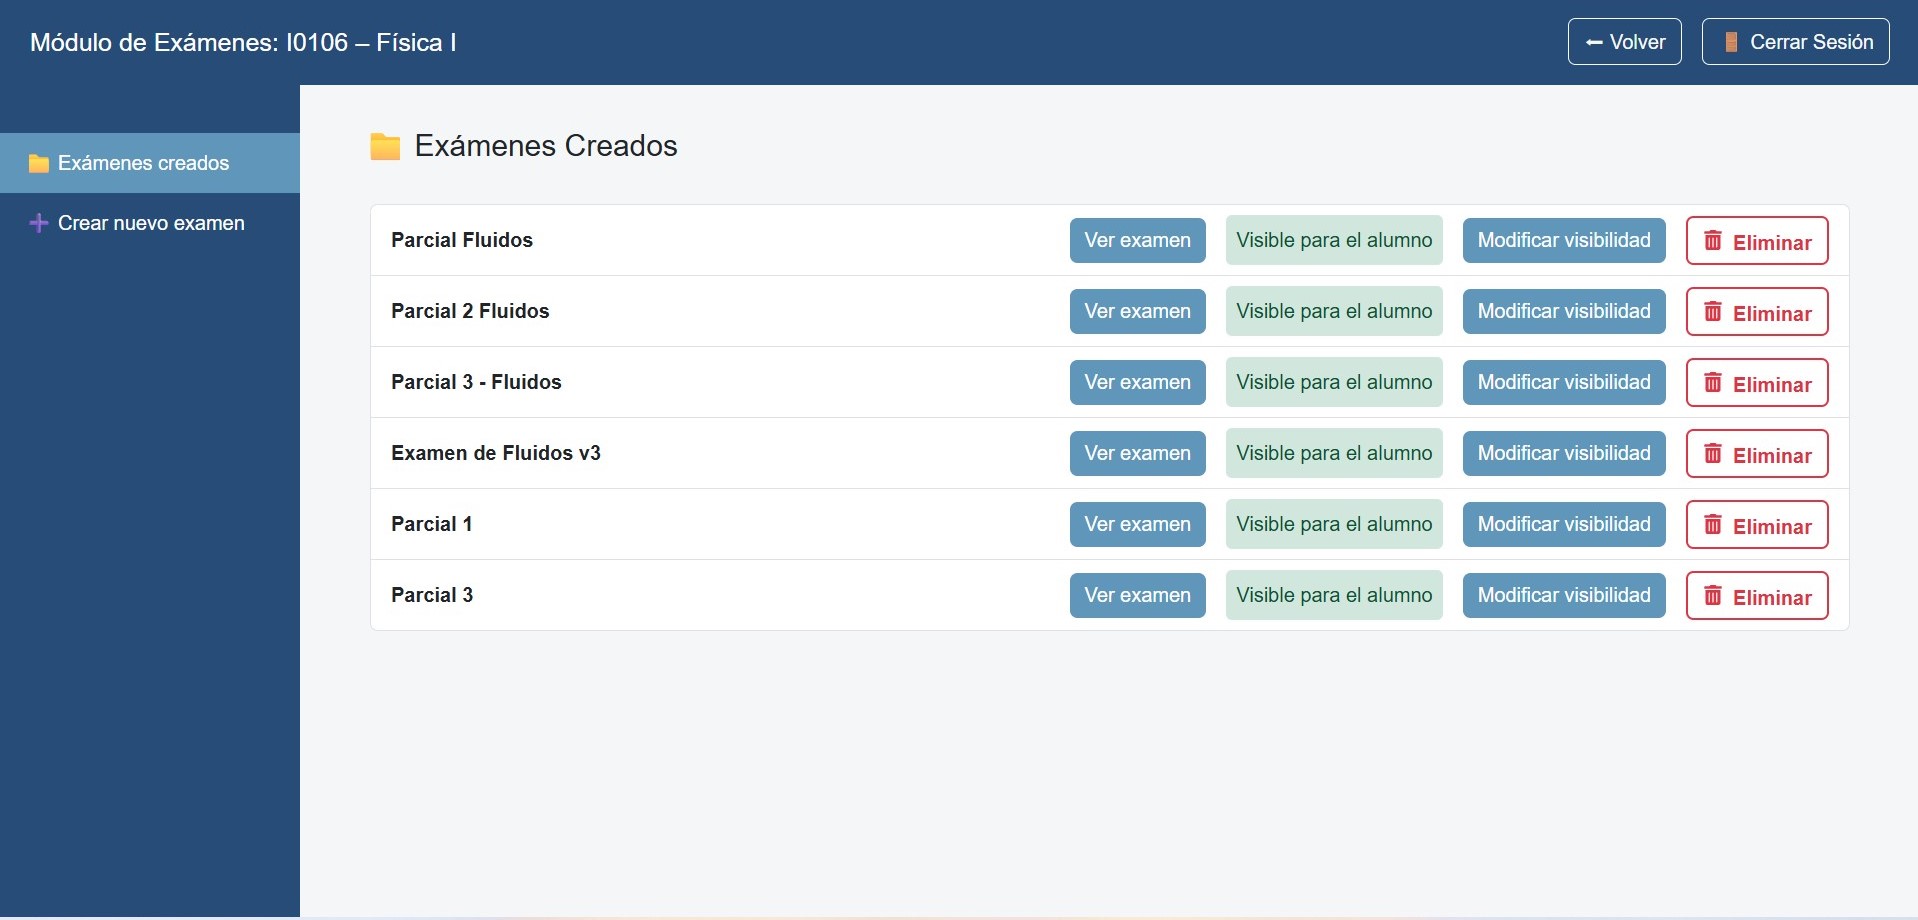 Módulo de Exámenes: I0106 – Física I
Volver
Cerrar Sesión
Exámenes creados
Crear nuevo examen
Exámenes Creados
Parcial Fluidos Ver examen Visible para el alumno Modificar visibilidad Eliminar
Parcial 2 Fluidos Ver examen Visible para el alumno Modificar visibilidad Eliminar
Parcial 3 - Fluidos Ver examen Visible para el alumno Modificar visibilidad Eliminar
Examen de Fluidos v3 Ver examen Visible para el alumno Modificar visibilidad Eliminar
Parcial 1 Ver examen Visible para el alumno Modificar visibilidad Eliminar
Parcial 3 Ver examen Visible para el alumno Modificar visibilidad Eliminar